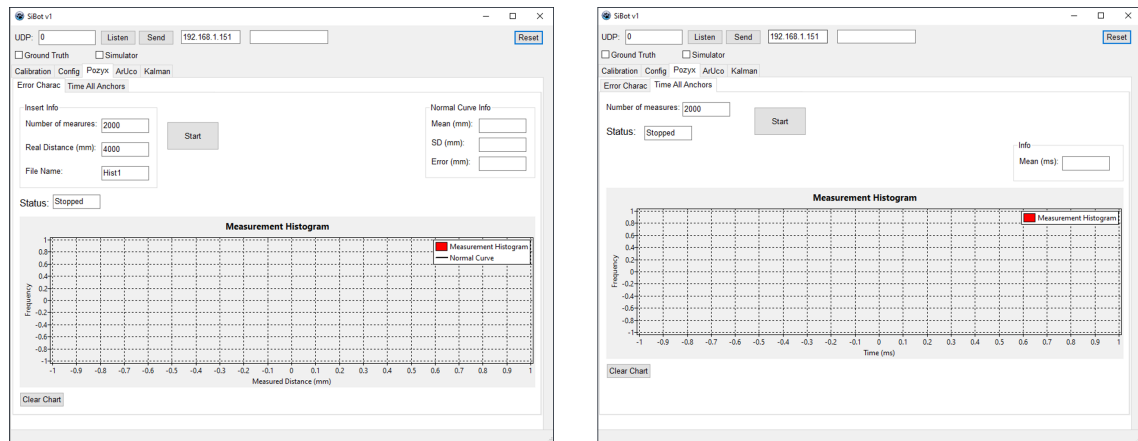 SiBot v1
UDP: 0 Listen Send 192.168.1.151 Reset
Ground Truth Simulator
Calibration Config Pozyx ArUco Kalman
Error Charac Time All Anchors
Insert Info
Number of mearures: 2000
Real Distance (mm): 4000
File Name: Hist1
Start
Normal Curve Info
Mean (mm):
SD (mm):
Error (mm):
Status: Stopped
Measurement Histogram
Measurement Histogram
Normal Curve
Frequency
1
0.8
0.6
0.4
0.2
0
-0.2
-0.4
-0.6
-0.8
-1
-1 -0.9 -0.8 -0.7 -0.6 -0.5 -0.4 -0.3 -0.2 -0.1 0 0.1 0.2 0.3 0.4 0.5 0.6 0.7 0.8 0.9 1
Measured Distance (mm)
Clear Chart
SiBot v1
UDP: 0 Listen Send 192.168.1.151 Reset
Ground Truth Simulator
Calibration Config Pozyx ArUco Kalman
Error Charac Time All Anchors
Number of measures: 2000
Status: Stopped
Start
Info
Mean (ms):
Measurement Histogram
Measurement Histogram
Frequency
1
0.8
0.6
0.4
0.2
0
-0.2
-0.4
-0.6
-0.8
-1
-1 -0.9 -0.8 -0.7 -0.6 -0.5 -0.4 -0.3 -0.2 -0.1 0 0.1 0.2 0.3 0.4 0.5 0.6 0.7 0.8 0.9 1
Time (ms)
Clear Chart